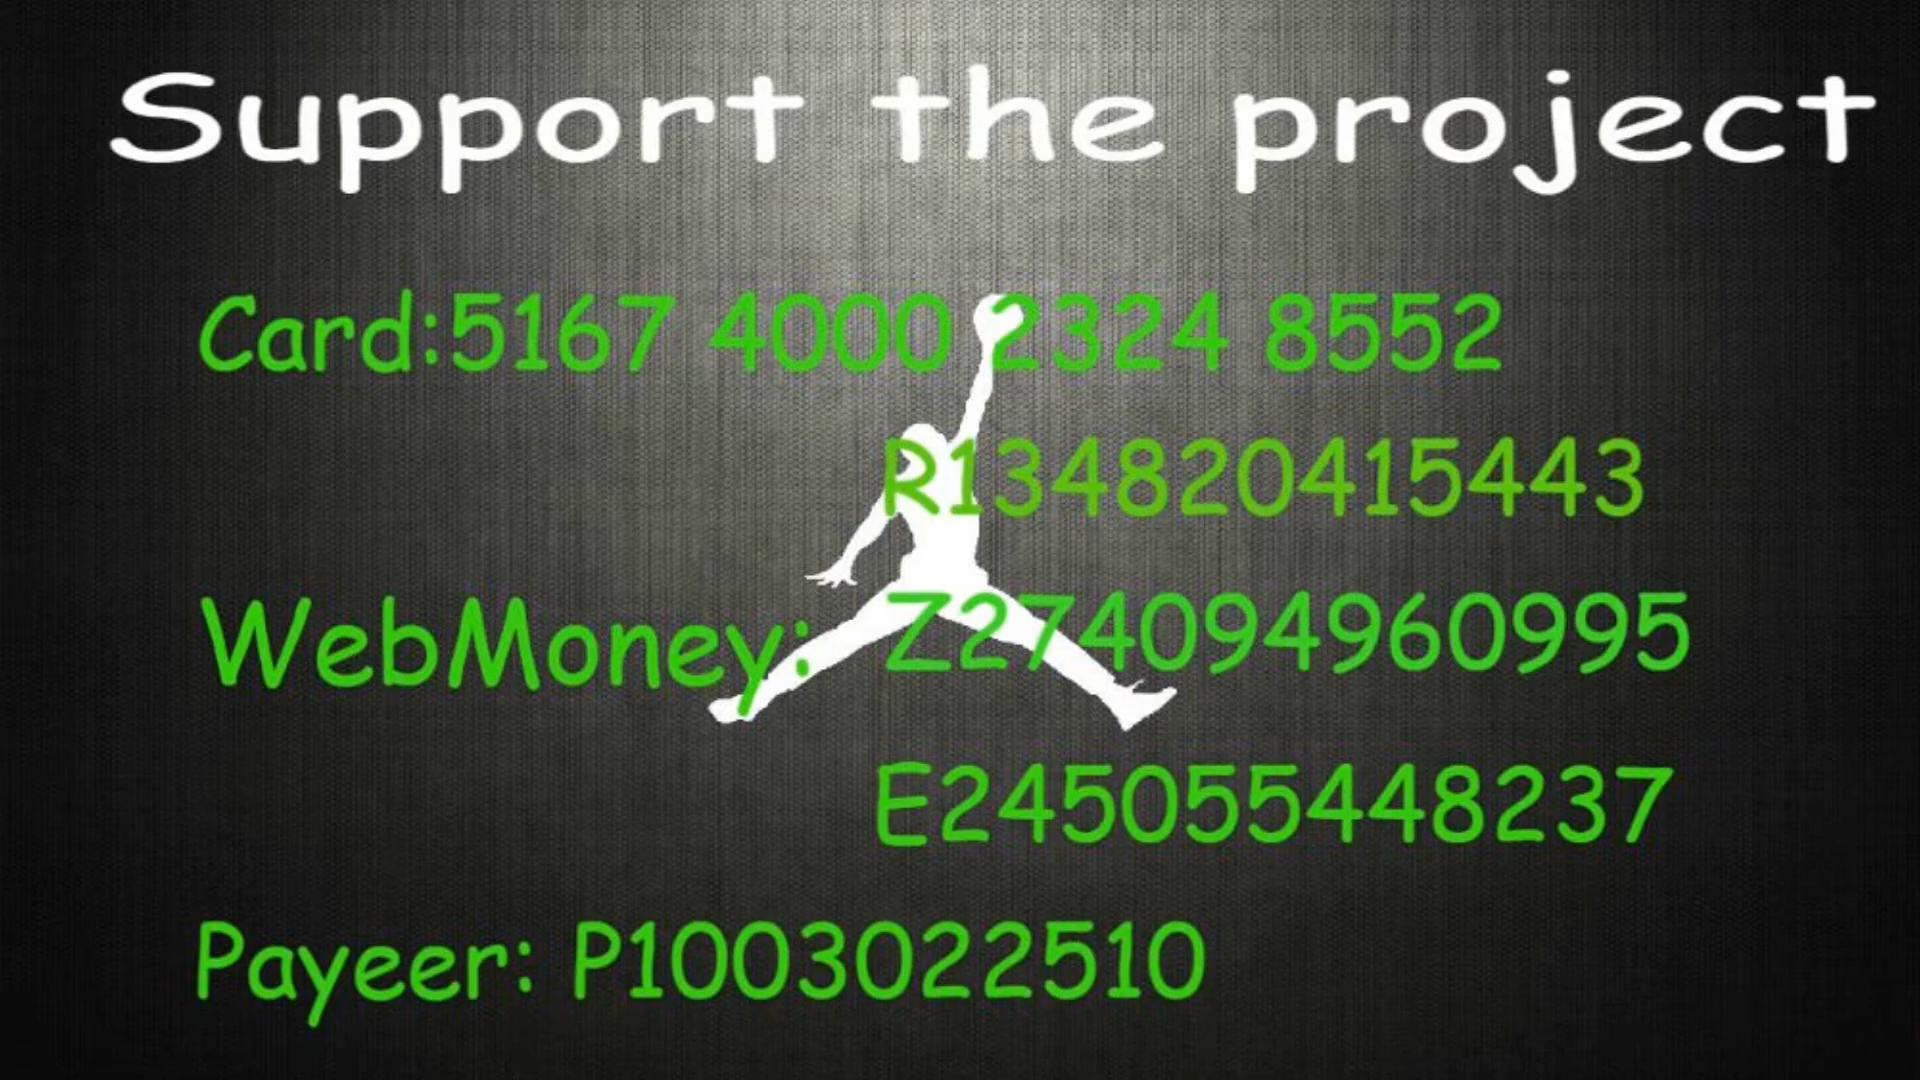 Support the project
Card:5167 4000 2324 8552
R134820415443
WebMoney: Z274094960995
E245055448237
Payeer: P1003022510